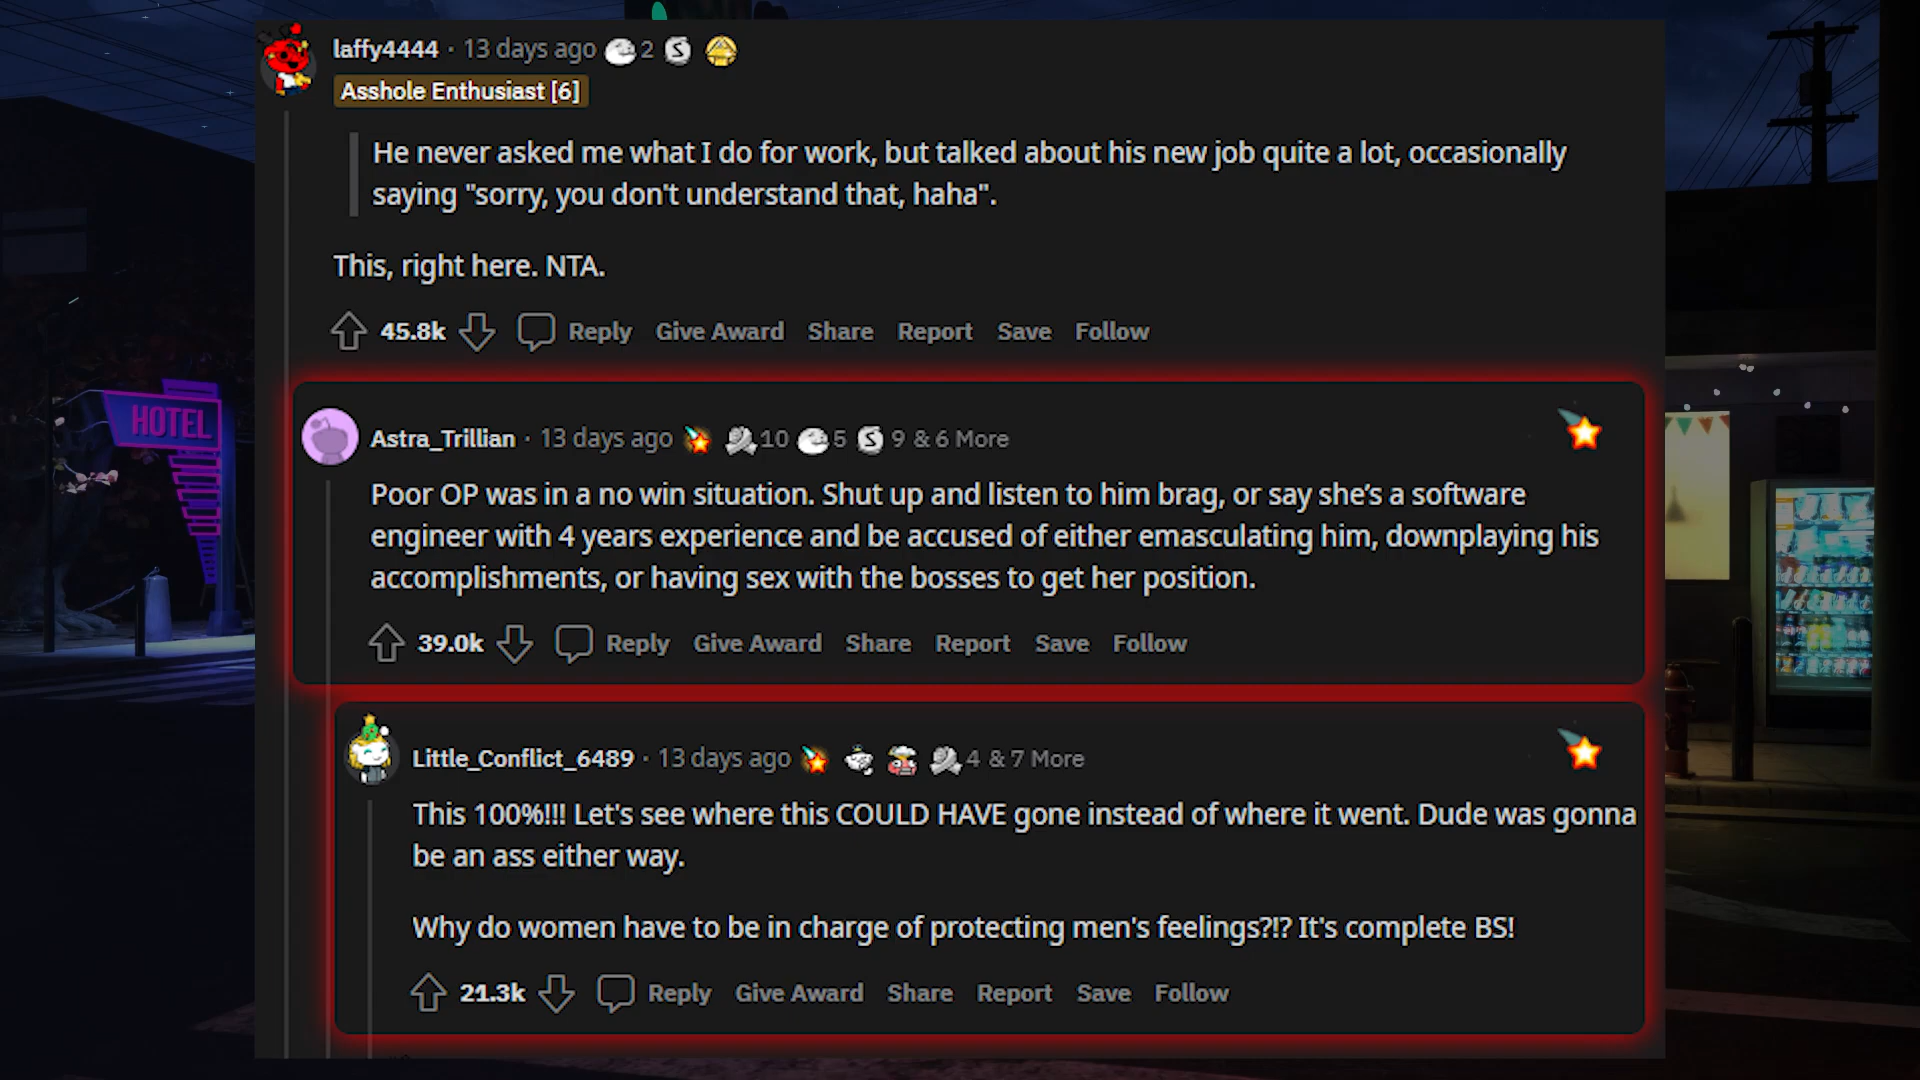 laffy4444 · 13 days ago 2
Asshole Enthusiast [6]
He never asked me what I do for work, but talked about his new job quite a lot, occasionally
saying "sorry, you don't understand that, haha".
This, right here. NTA.
45.8k Reply Give Award Share Report Save Follow
HOTEL
Astra_Trillian · 13 days ago 10 5 S 9 & 6 More
Poor OP was in a no win situation. Shut up and listen to him brag, or say she’s a software
engineer with 4 years experience and be accused of either emasculating him, downplaying his
accomplishments, or having sex with the bosses to get her position.
39.0k Reply Give Award Share Report Save Follow
Little_Conflict_6489 · 13 days ago 4 & 7 More
This 100%!!! Let's see where this COULD HAVE gone instead of where it went. Dude was gonna
be an ass either way.
Why do women have to be in charge of protecting men's feelings?!? It's complete BS!
21.3k Reply Give Award Share Report Save Follow